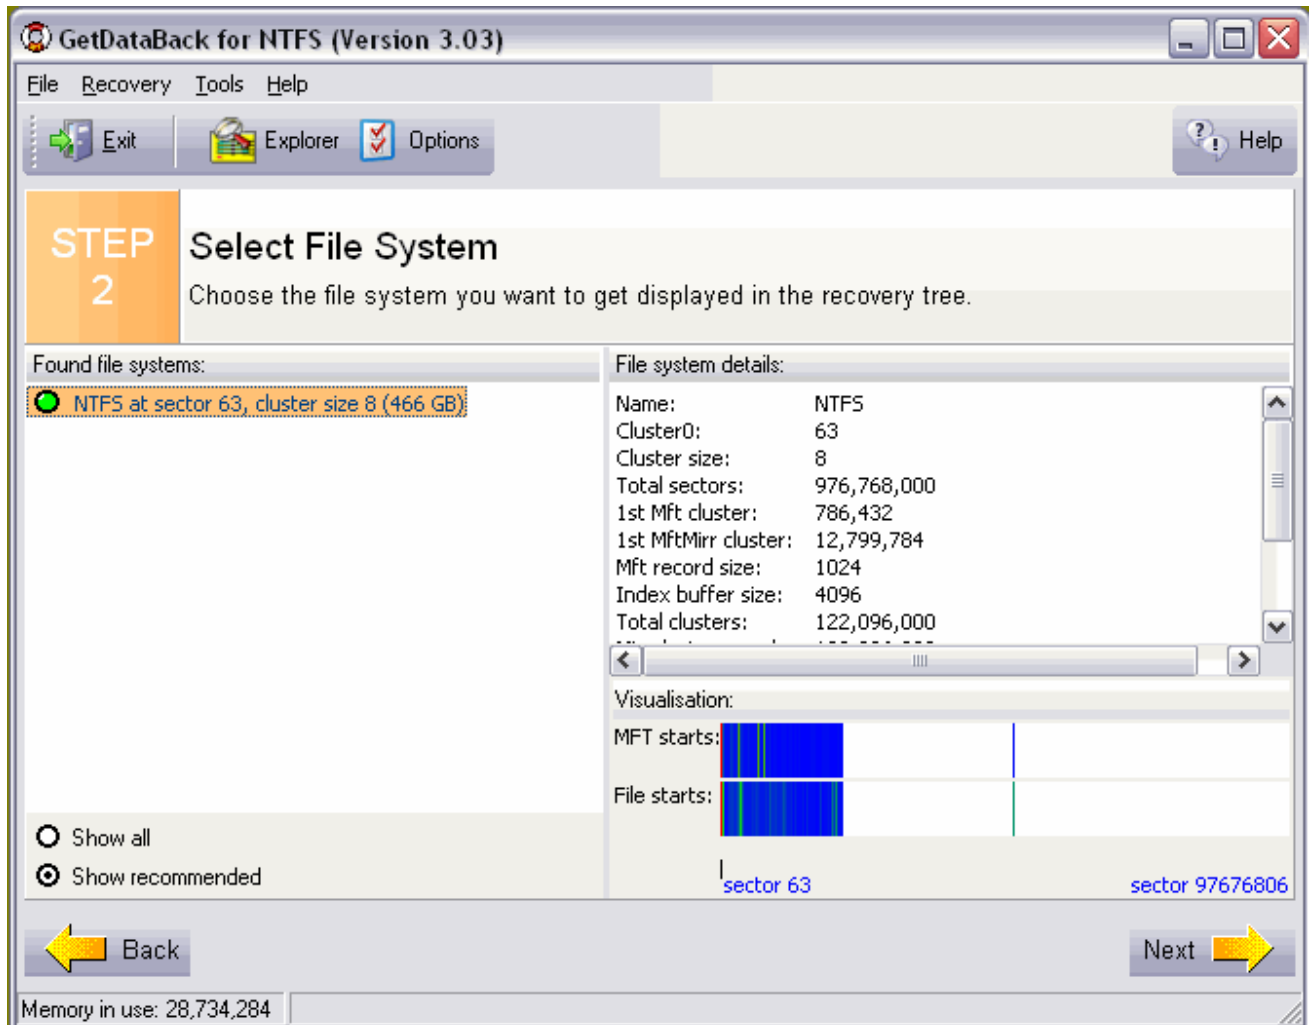 GetDataBack for NTFS (Version 3.03)
File Recovery Tools Help
Exit Explorer Options Help
STEP 2
Select File System
Choose the file system you want to get displayed in the recovery tree.
Found file systems:
NTFS at sector 63, cluster size 8 (466 GB)
Show all
Show recommended
File system details:
Name: NTFS
Cluster0: 63
Cluster size: 8
Total sectors: 976,768,000
1st Mft cluster: 786,432
1st MftMirr cluster: 12,799,784
Mft record size: 1024
Index buffer size: 4096
Total clusters: 122,096,000
Visualisation:
MFT starts:
File starts:
sector 63 sector 97676806
Back Next
Memory in use: 28,734,284